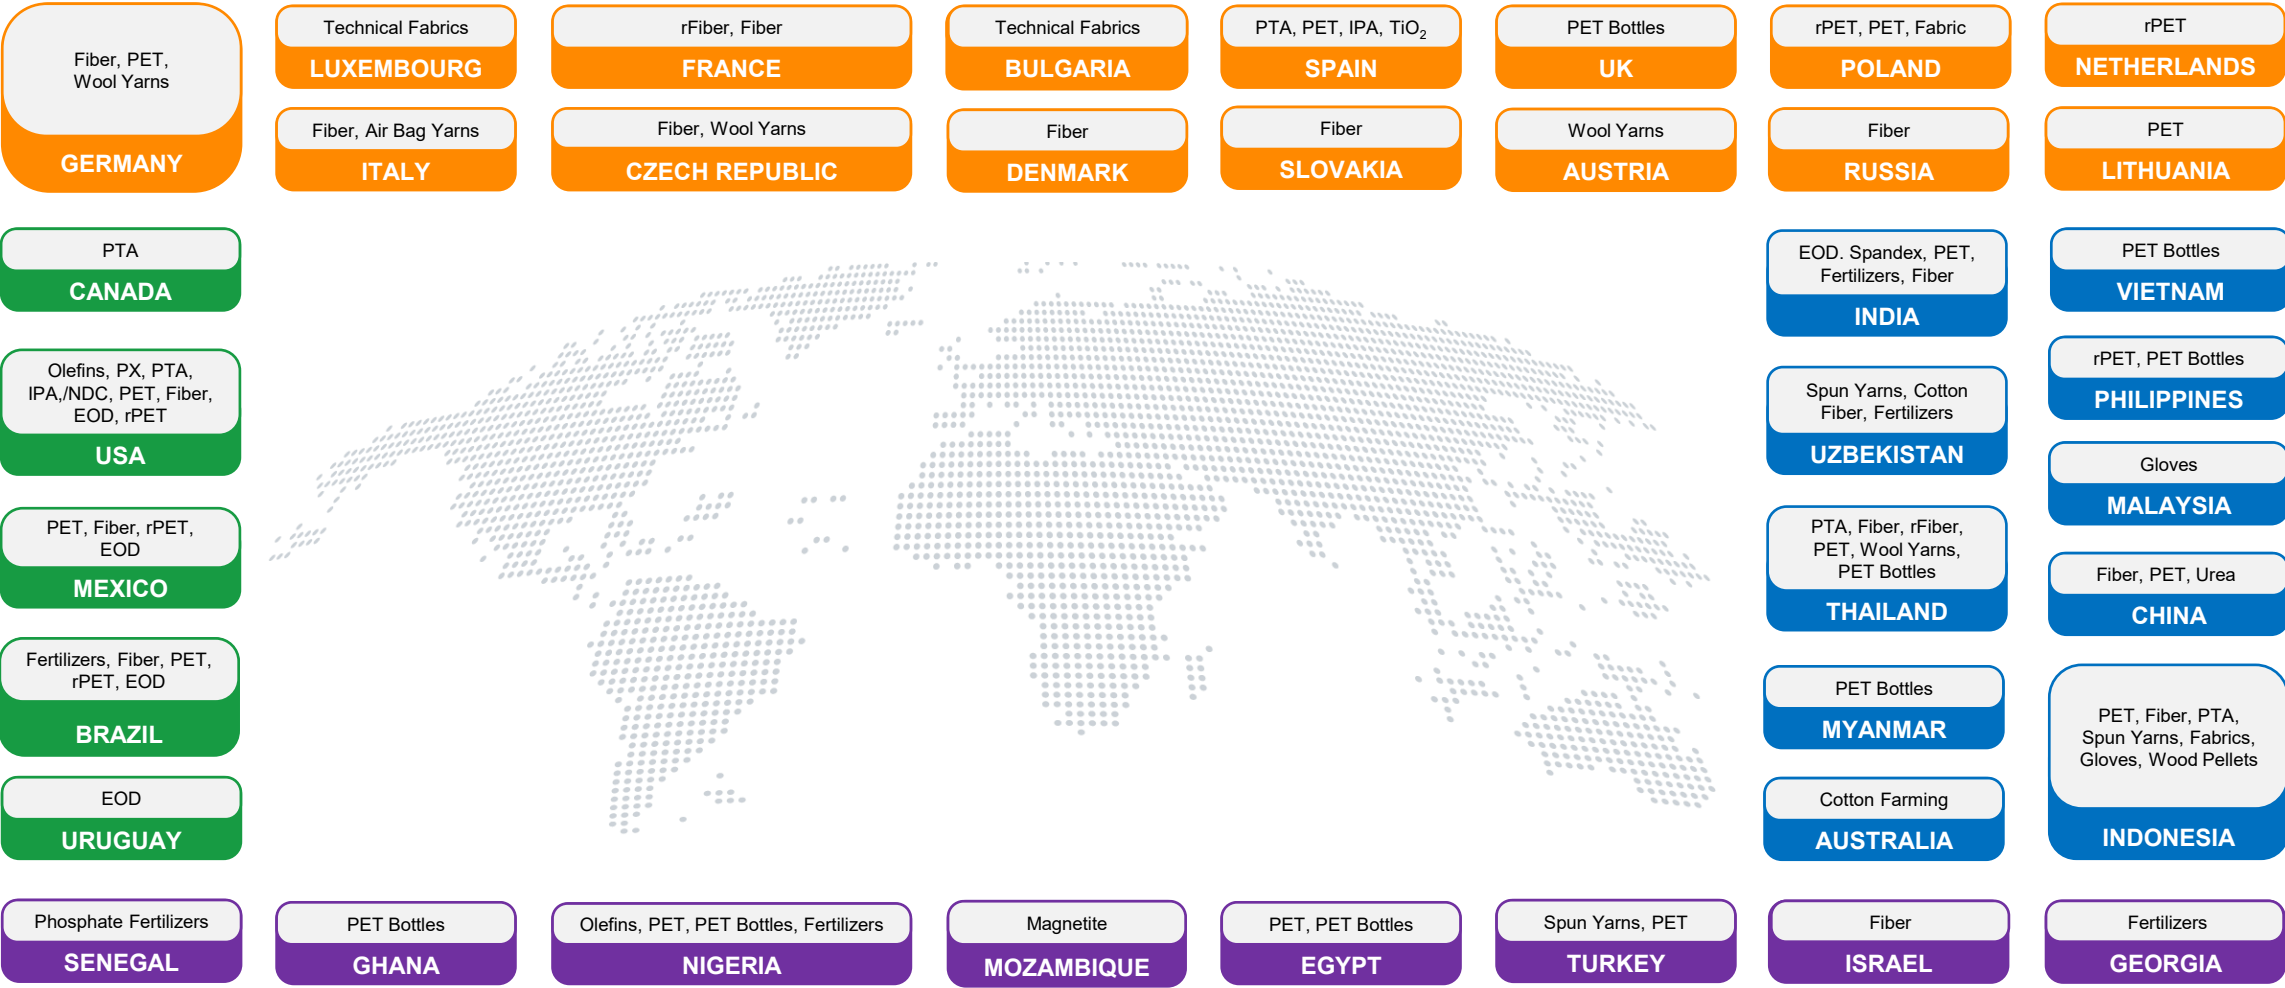 Fiber, PET,
Wool Yarns
GERMANY
Technical Fabrics
LUXEMBOURG
rFiber, Fiber
FRANCE
Technical Fabrics
BULGARIA
PTA, PET, IPA, TiO₂
SPAIN
PET Bottles
UK
rPET, PET, Fabric
POLAND
rPET
NETHERLANDS
Fiber, Air Bag Yarns
ITALY
Fiber, Wool Yarns
CZECH REPUBLIC
Fiber
DENMARK
Fiber
SLOVAKIA
Wool Yarns
AUSTRIA
Fiber
RUSSIA
PET
LITHUANIA
PTA
CANADA
Olefins, PX, PTA,
IPA,/NDC, PET, Fiber,
EOD, rPET
USA
PET, Fiber, rPET,
EOD
MEXICO
Fertilizers, Fiber, PET,
rPET, EOD
BRAZIL
EOD
URUGUAY
EOD. Spandex, PET,
Fertilizers, Fiber
INDIA
Spun Yarns, Cotton
Fiber, Fertilizers
UZBEKISTAN
PTA, Fiber, rFiber,
PET, Wool Yarns,
PET Bottles
THAILAND
PET Bottles
MYANMAR
Cotton Farming
AUSTRALIA
PET Bottles
VIETNAM
rPET, PET Bottles
PHILIPPINES
Gloves
MALAYSIA
Fiber, PET, Urea
CHINA
PET, Fiber, PTA,
Spun Yarns, Fabrics,
Gloves, Wood Pellets
INDONESIA
Phosphate Fertilizers
SENEGAL
PET Bottles
GHANA
Olefins, PET, PET Bottles, Fertilizers
NIGERIA
Magnetite
MOZAMBIQUE
PET, PET Bottles
EGYPT
Spun Yarns, PET
TURKEY
Fiber
ISRAEL
Fertilizers
GEORGIA